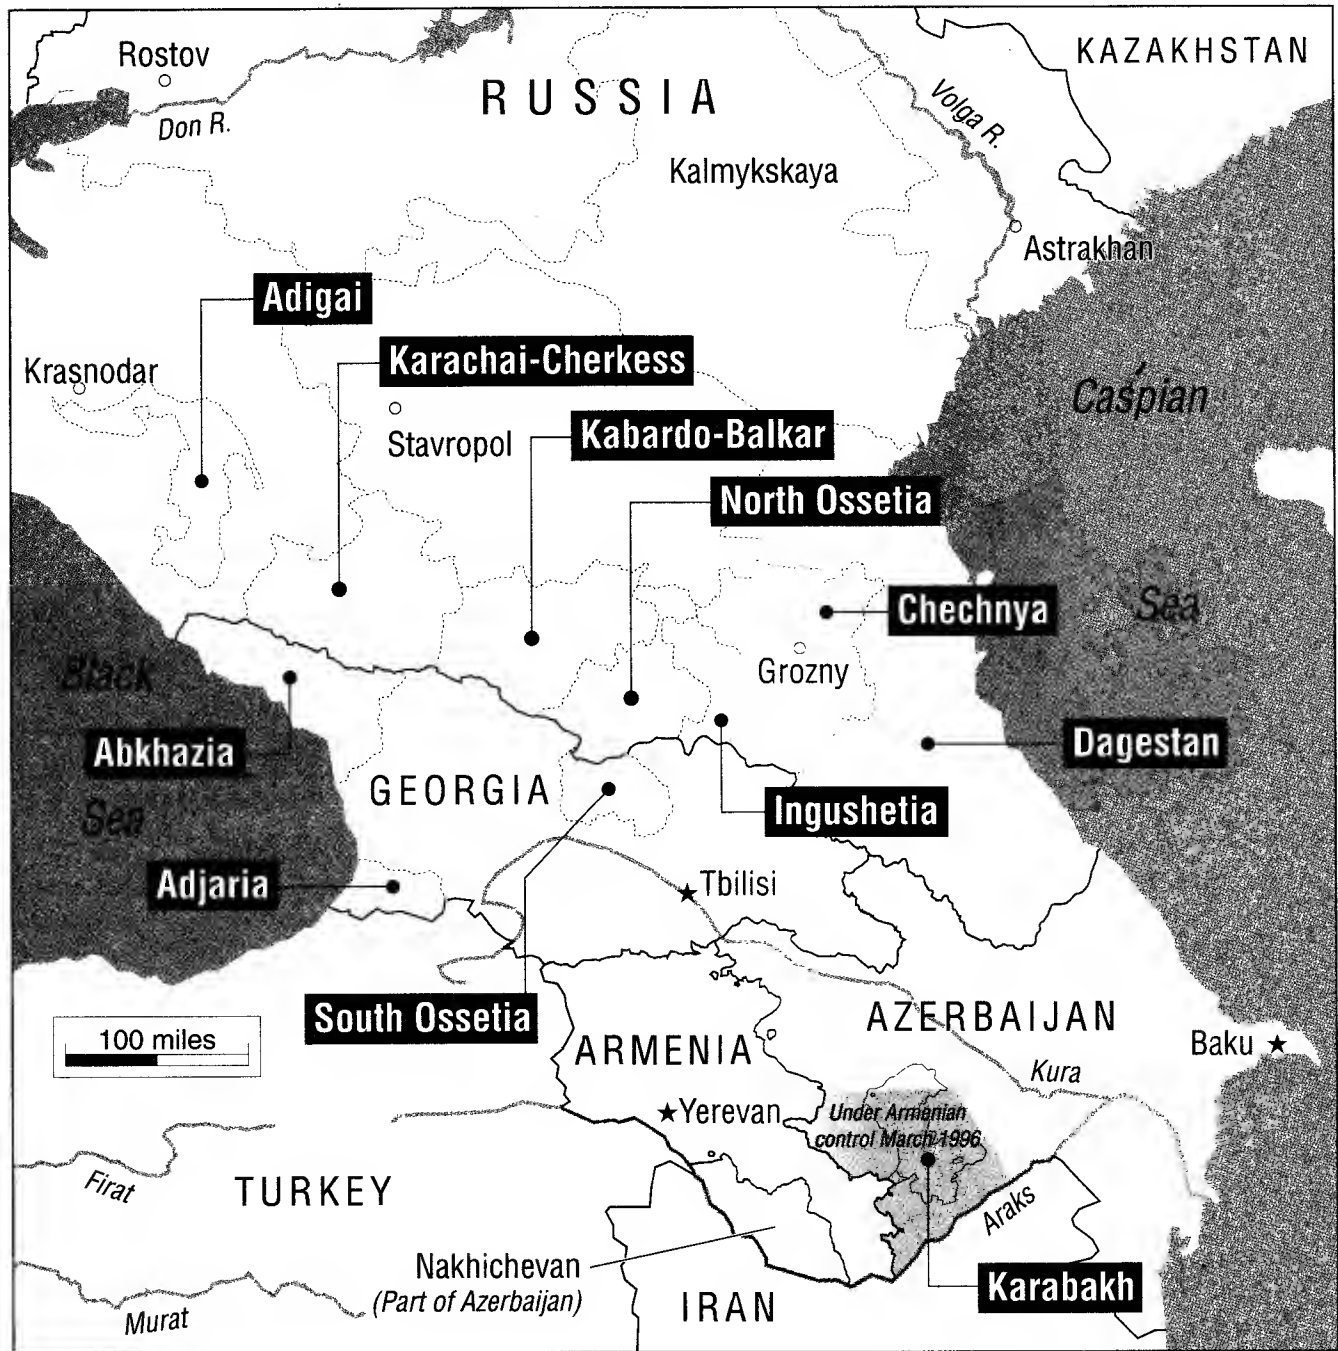 Rostov
RUSSIA
KAZAKHSTAN
Don R.
Volga R.
Kalmykskaya
Astrakhan
Adigai
Krasnodar
Karachai-Cherkess
Caspian
Stavropol
Kabardo-Balkar
North Ossetia
Chechnya
Sea
Black
Grozny
Abkhazia
Dagestan
GEORGIA
Ingushetia
Sea
Adjaria
Tbilisi
South Ossetia
AZERBAIJAN
100 miles
ARMENIA
Baku
Kura
Yerevan
Under Armenian
control March 1996
Firat
TURKEY
Araks
Nakhichevan
(Part of Azerbaijan)
Karabakh
IRAN
Murat